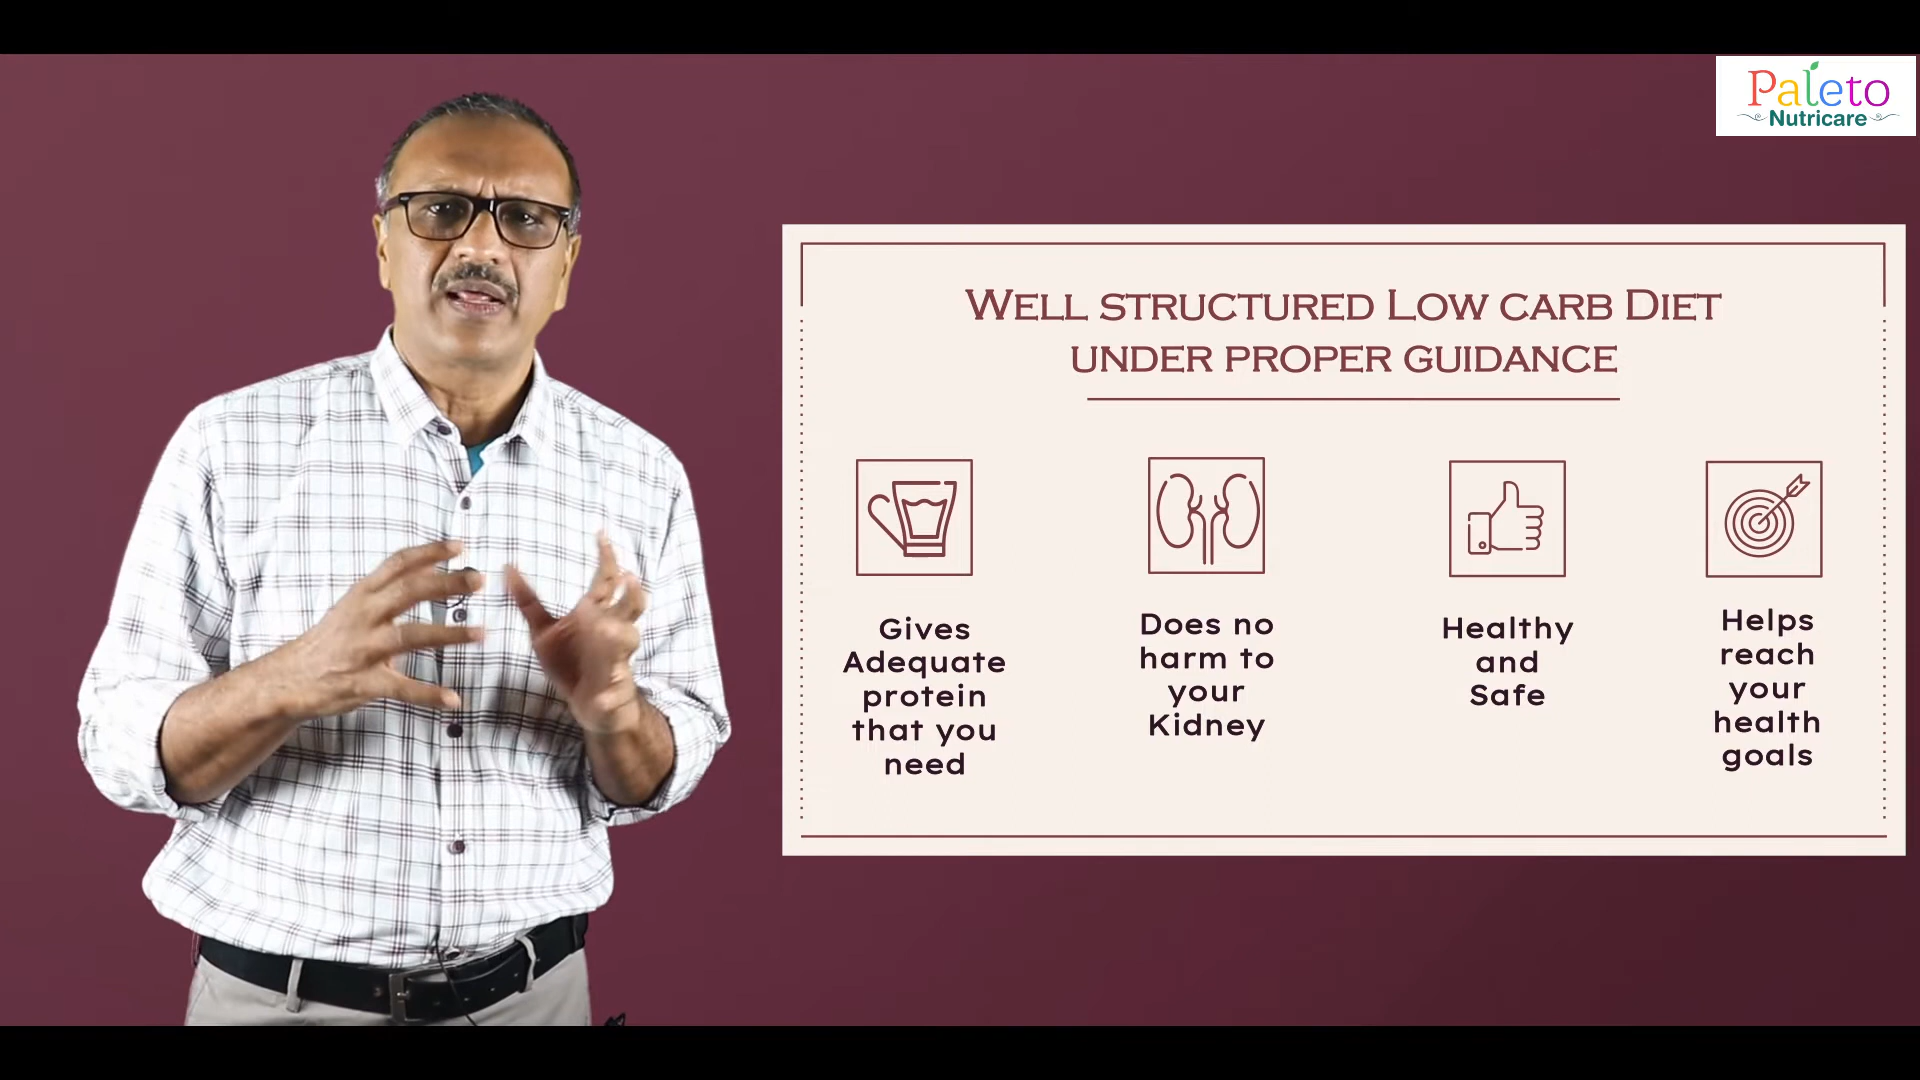 Paleto
Nutricare
Well structured Low carb Diet
under proper guidance
Gives
Adequate
protein
that you
need
Does no
harm to
your
Kidney
Healthy
and
Safe
Helps
reach
your
health
goals